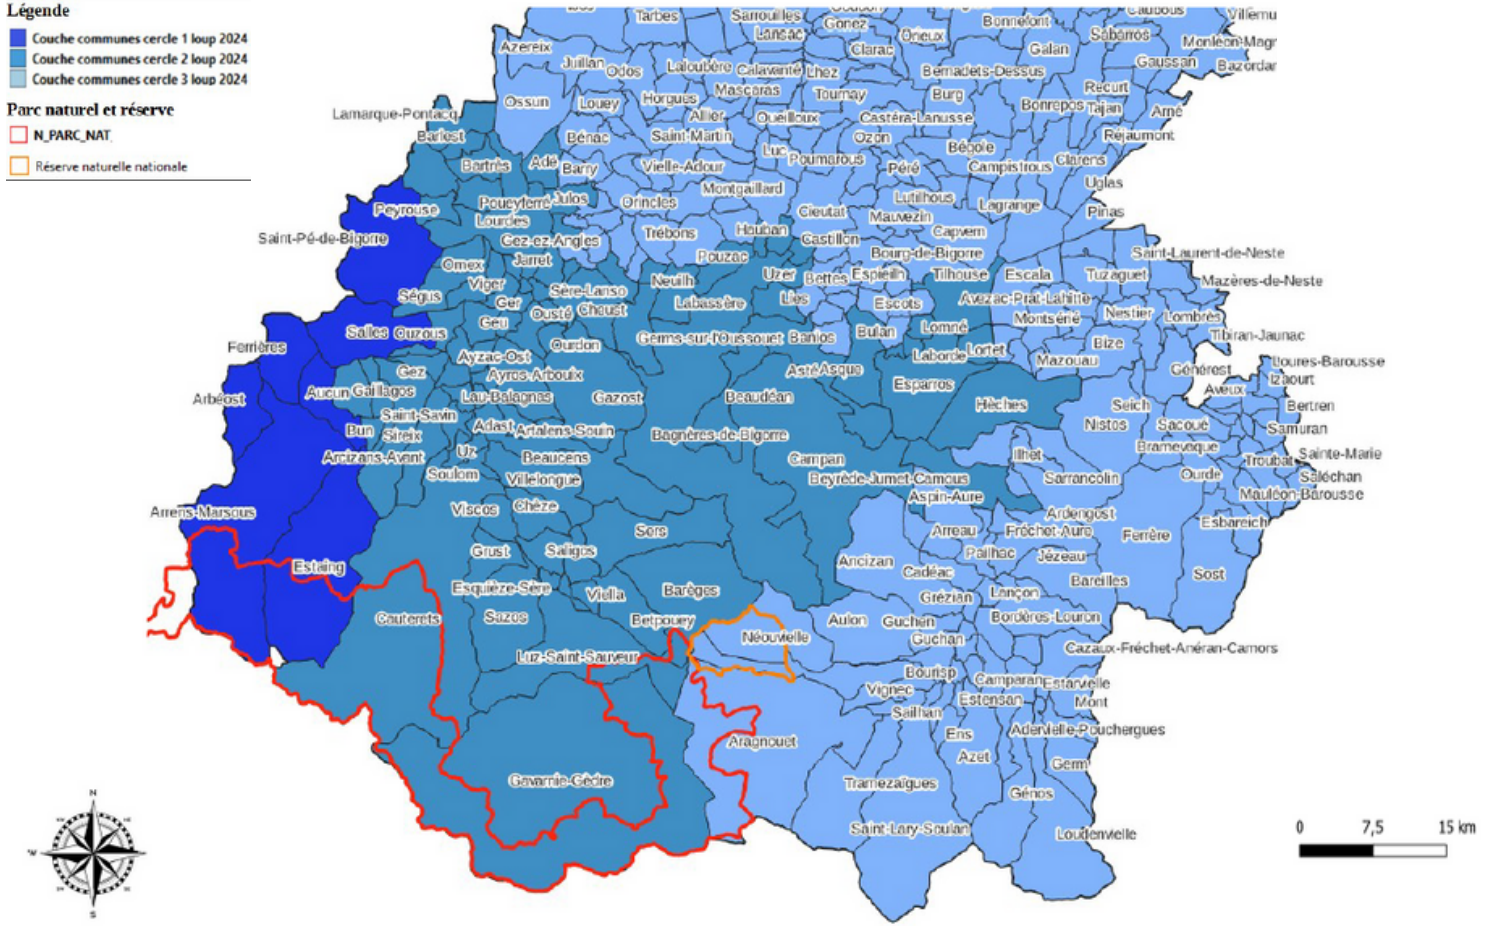 Légende
Couche communes cercle 1 loup 2024
Couche communes cercle 2 loup 2024
Couche communes cercle 3 loup 2024
Parc naturel et réserve
N_PARC_NAT
Réserve naturelle nationale
Tarbes
Sarrouilles
Gonez
Bonnefont
Caubous
Villemu
Azereix
Lansac
Clarac
Orieux
Galan
Sabarros
Monléon-Magr
Juillan
Odos
Laloubère
Calavanté
Lhez
Bernadets-Dessus
Gaussan
Bazordar
Ossun
Louey
Horgues
Mascaras
Tournay
Burg
Bonrepos
Recurt
Tajan
Arné
Lamarque-Pontacq
Barlest
Bénac
Allier
Saint-Martin
Oueilloux
Castéra-Lanusse
Ozon
Réjaumont
Bartrès
Adé
Barry
Vielle-Adour
Luc
Poumarous
Péré
Bégole
Campistrous
Clarens
Uglas
Peyrouse
Poueyferré
Julos
Orincles
Montgaillard
Cieutat
Lutilhous
Mauvezin
Lagrange
Pinas
Saint-Pé-de-Bigorre
Lourdes
Gez-ez-Angles
Trébons
Hauban
Castillon
Capvern
Omex
Jarret
Pouzac
Bourg-de-Bigorre
Saint-Laurent-de-Neste
Ségus
Viger
Ger
Sère-Lanso
Neuilh
Uzer
Bettes
Espieilh
Tilhouse
Escala
Tuzaguet
Mazères-de-Neste
Geu
Ousté
Cheust
Labassère
Lies
Escots
Avezac-Prat-Lahitte
Montsérié
Nestier
Lombrès
Salles
Ouzous
Germs-sur-l'Oussouet
Banios
Bulan
Lomné
Tibiran-Jaunac
Ferrières
Ayzac-Ost
Ourdon
Laborde
Lortet
Bize
Mazouau
Générest
Loures-Barousse
Izaourt
Gez
Ayros-Arbouix
Asté
Asque
Esparros
Aveux
Arbéost
Aucun
Gaillagos
Lau-Balagnas
Gazost
Beaudéan
Hèches
Seich
Bertren
Saint-Savin
Bun
Sireix
Adast
Artalens-Souin
Bagnères-de-Bigorre
Nistos
Sacoué
Samuran
Arcizans-Avant
Uz
Beaucens
Campan
Ilhet
Bramevaque
Troubat
Sainte-Marie
Soulom
Villelongue
Beyrède-Jumet-Camous
Sarrancolin
Ourde
Saléchan
Mauléon-Barousse
Arrens-Marsous
Viscos
Chèze
Aspin-Aure
Ardengost
Esbareich
Sers
Arreau
Fréchet-Aure
Ferrère
Estaing
Grust
Saligos
Ancizan
Cadéac
Pailhac
Jézeau
Bareilles
Sost
Esquièze-Sère
Viella
Barèges
Grézian
Lançon
Cauterets
Sazos
Betpouey
Néouvielle
Aulon
Guchen
Guchan
Bordères-Louron
Luz-Saint-Sauveur
Cazaux-Fréchet-Anéran-Camors
Bourisp
Camparan
Estarvielle
Vignec
Estensan
Mont
Sailhan
Aragnouet
Ens
Adervielle-Pouchergues
Azet
Germ
Gavarnie-Gèdre
Tramezaïgues
Génos
Saint-Lary-Soulan
Loudenvielle
N
W
E
S
0 7,5 15 km